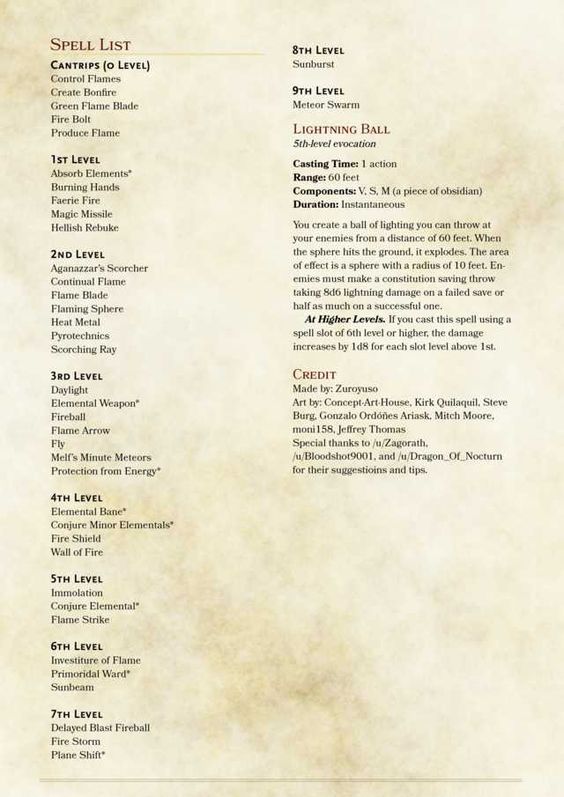 Spell List
Cantrips (0 Level)
Control Flames
Create Bonfire
Green Flame Blade
Fire Bolt
Produce Flame
1st Level
Absorb Elements*
Burning Hands
Faerie Fire
Magic Missile
Hellish Rebuke
2nd Level
Aganazzar's Scorcher
Continual Flame
Flame Blade
Flaming Sphere
Heat Metal
Pyrotechnics
Scorching Ray
3rd Level
Daylight
Elemental Weapon*
Fireball
Flame Arrow
Fly
Melf's Minute Meteors
Protection from Energy*
4th Level
Elemental Bane*
Conjure Minor Elementals*
Fire Shield
Wall of Fire
5th Level
Immolation
Conjure Elemental*
Flame Strike
6th Level
Investiture of Flame
Primoridal Ward*
Sunbeam
7th Level
Delayed Blast Fireball
Fire Storm
Plane Shift*
8th Level
Sunburst
9th Level
Meteor Swarm
Lightning Ball
5th-level evocation
Casting Time: 1 action
Range: 60 feet
Components: V, S, M (a piece of obsidian)
Duration: Instantaneous
You create a ball of lighting you can throw at
your enemies from a distance of 60 feet. When
the sphere hits the ground, it explodes. The area
of effect is a sphere with a radius of 10 feet. En-
emies must make a constitution saving throw
taking 8d6 lightning damage on a failed save or
half as much on a successful one.
At Higher Levels. If you cast this spell using a
spell slot of 6th level or higher, the damage
increases by 1d8 for each slot level above 1st.
Credit
Made by: Zuroyuso
Art by: Concept-Art-House, Kirk Quilaquil, Steve
Burg, Gonzalo Ordóñes Ariask, Mitch Moore,
moni158, Jeffrey Thomas
Special thanks to /u/Zagorath,
/u/Bloodshot9001, and /u/Dragon_Of_Nocturn
for their suggestioins and tips.